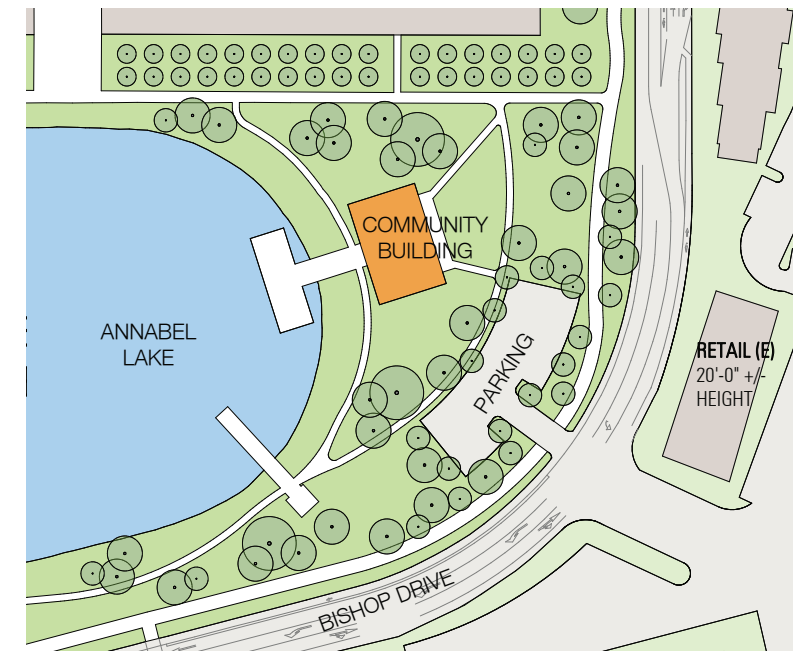 COMMUNITY
BUILDING
ANNABEL
LAKE
PARKING
RETAIL (E)
20'-0" +/-
HEIGHT
BISHOP DRIVE